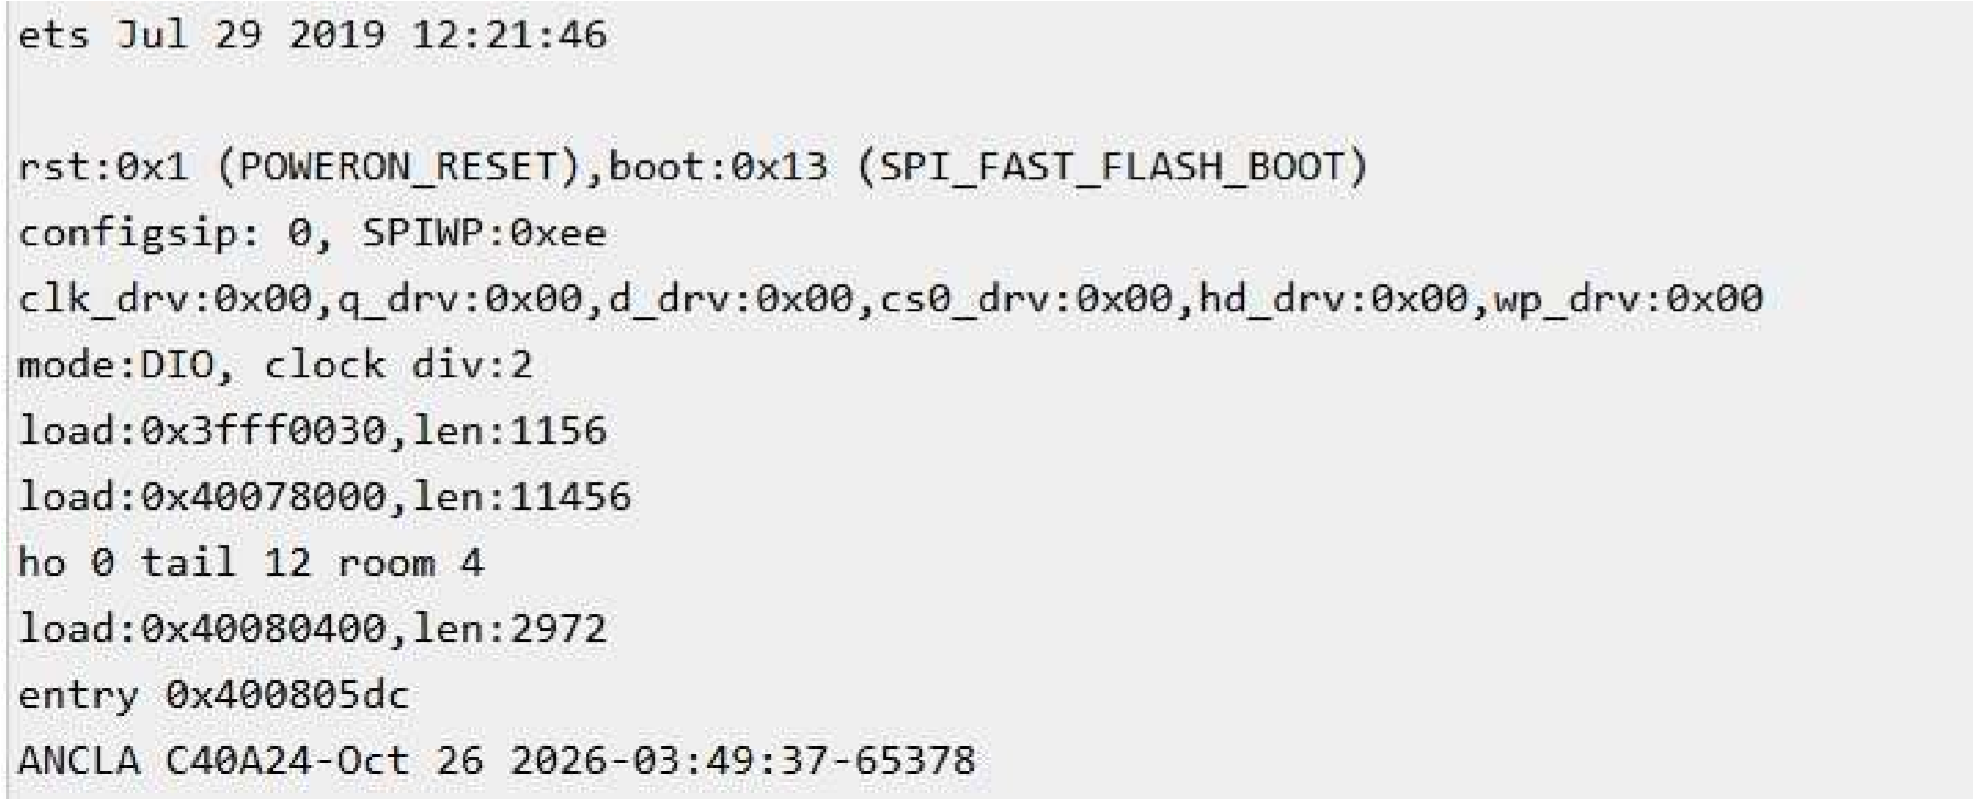 ets Jul 29 2019 12:21:46
rst:0x1 (POWERON_RESET),boot:0x13 (SPI_FAST_FLASH_BOOT)
configsip: 0, SPIWP:0xee
clk_drv:0x00,q_drv:0x00,d_drv:0x00,cs0_drv:0x00,hd_drv:0x00,wp_drv:0x00
mode:DIO, clock div:2
load:0x3fff0030,len:1156
load:0x40078000,len:11456
ho 0 tail 12 room 4
load:0x40080400,len:2972
entry 0x400805dc
ANCLA C40A24-Oct 26 2026-03:49:37-65378